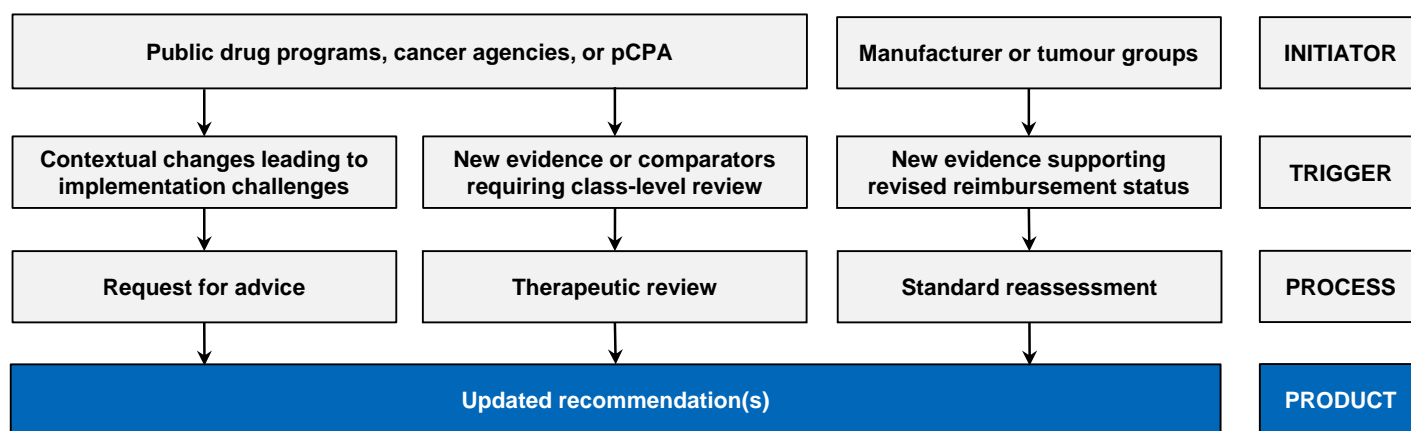 Public drug programs, cancer agencies, or pCPA
Manufacturer or tumour groups
INITIATOR
Contextual changes leading to
implementation challenges
New evidence or comparators
requiring class-level review
New evidence supporting
revised reimbursement status
TRIGGER
Request for advice
Therapeutic review
Standard reassessment
PROCESS
Updated recommendation(s)
PRODUCT